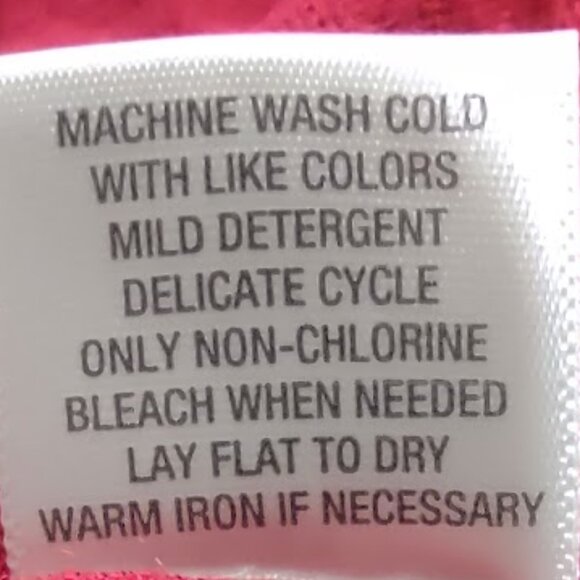 MACHINE WASH COLD
WITH LIKE COLORS
MILD DETERGENT
DELICATE CYCLE
ONLY NON-CHLORINE
BLEACH WHEN NEEDED
LAY FLAT TO DRY
WARM IRON IF NECESSARY